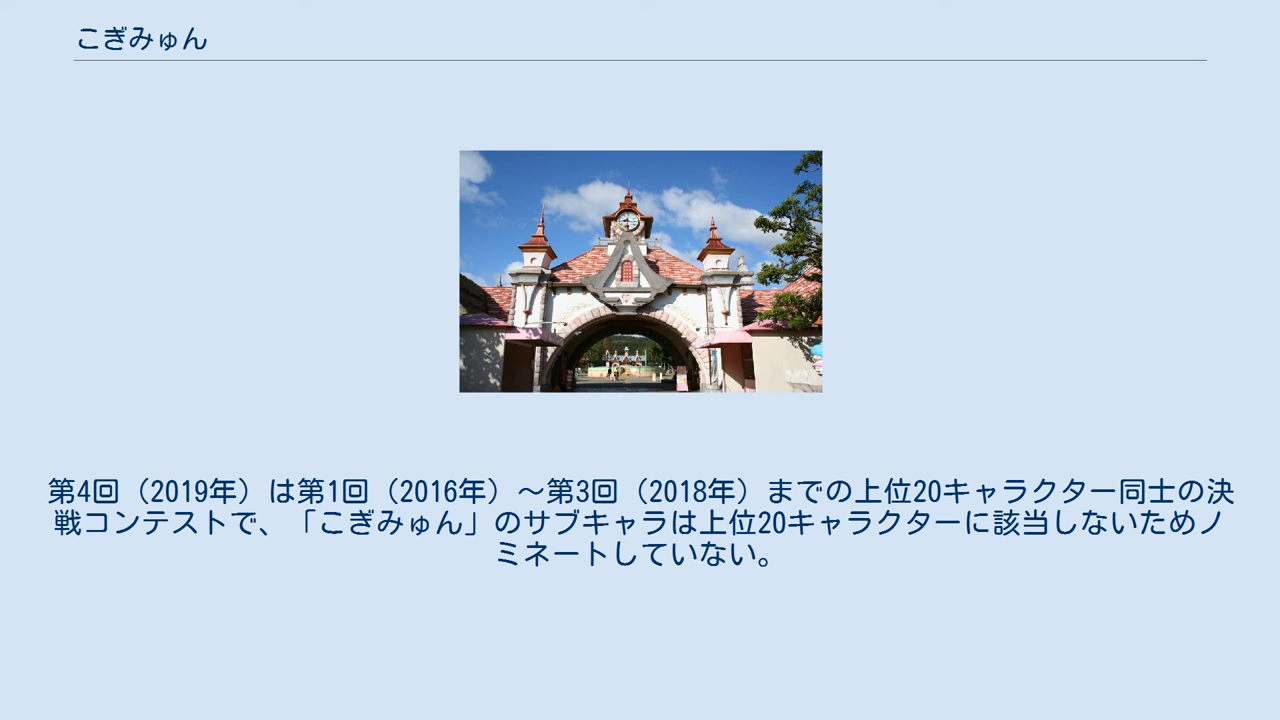 こぎみゅん
第4回（2019年）は第1回（2016年）～第3回（2018年）までの上位20キャラクター同士の決
戦コンテストで、「こぎみゅん」のサブキャラは上位20キャラクターに該当しないためノ
ミネートしていない。